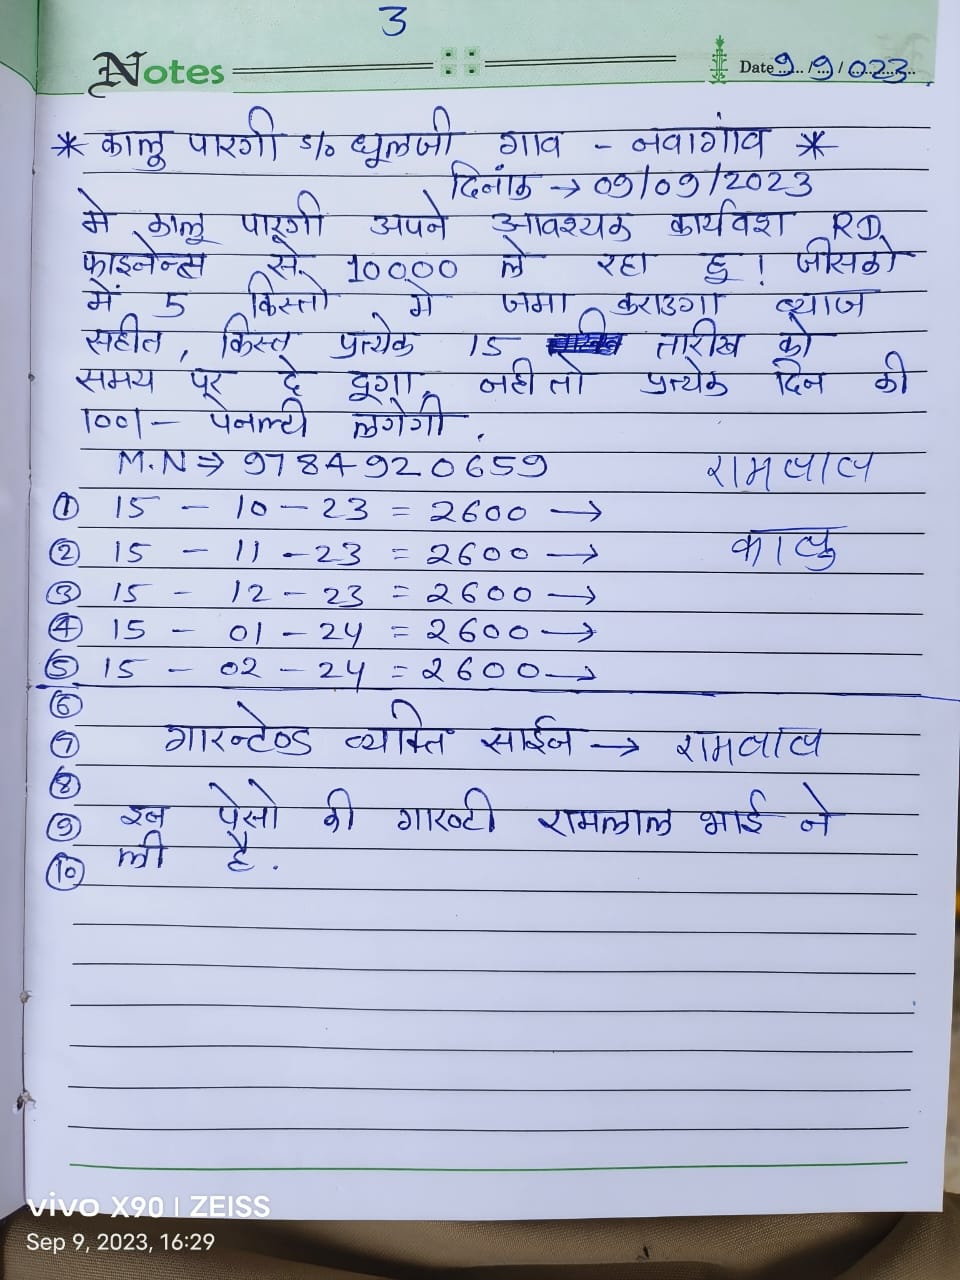 3
Notes
Date 9/9/023
* कालु पारगी s/o धूलजी गाव - नवागांव *
दिनांक → 09/09/2023
मे कालू पारगी अपने आवश्यक कार्यवश RD
फाइनेन्स से 10000 ले रहा हु ! जीसको
में 5 किस्तो मे जमा कराउगा ब्याज
सहीत, किस्त प्रत्येक 15 तारीख को
समय पर दे दूगा, नही तो प्रत्येक दिन की
100/- पेनल्टी लगेगी.
M.N ⇒ 9784920659 रामलाल
① 15 - 10 - 23 = 2600 →
② 15 - 11 - 23 = 2600 → कालु
③ 15 - 12 - 23 = 2600 →
④ 15 - 01 - 24 = 2600 →
⑤ 15 - 02 - 24 = 2600 →
⑥
⑦ गारन्टेण्ड व्यक्ति साईन → रामलाल
⑧
⑨ इन पेसो की गारण्टी रामलाल भाई ने
⑩ ली है.
vivo X90 | ZEISS
Sep 9, 2023, 16:29